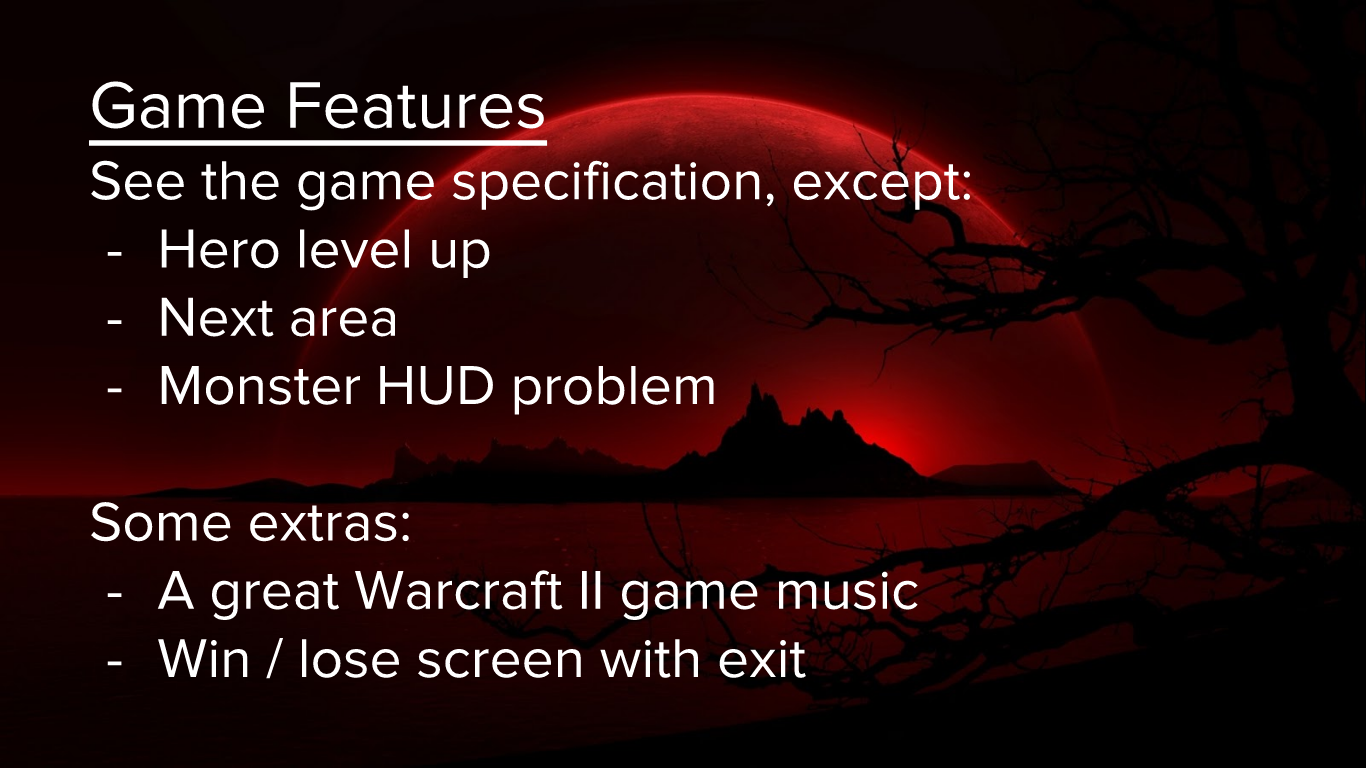 Game Features
See the game specification, except:
- Hero level up
- Next area
- Monster HUD problem
Some extras:
- A great Warcraft II game music
- Win / lose screen with exit